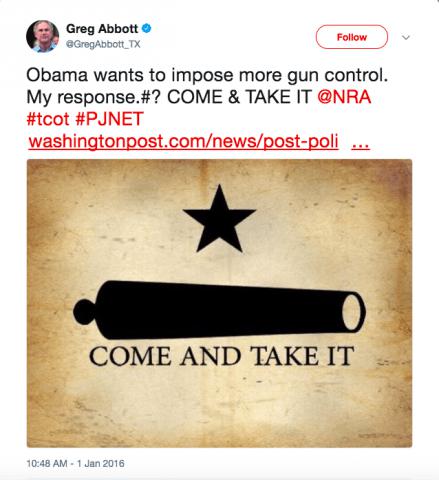 Greg Abbott
@GregAbbott_TX
Follow
Obama wants to impose more gun control.
My response.#? COME & TAKE IT @NRA
#tcot #PJNET
washingtonpost.com/news/post-poli ...
COME AND TAKE IT
10:48 AM - 1 Jan 2016